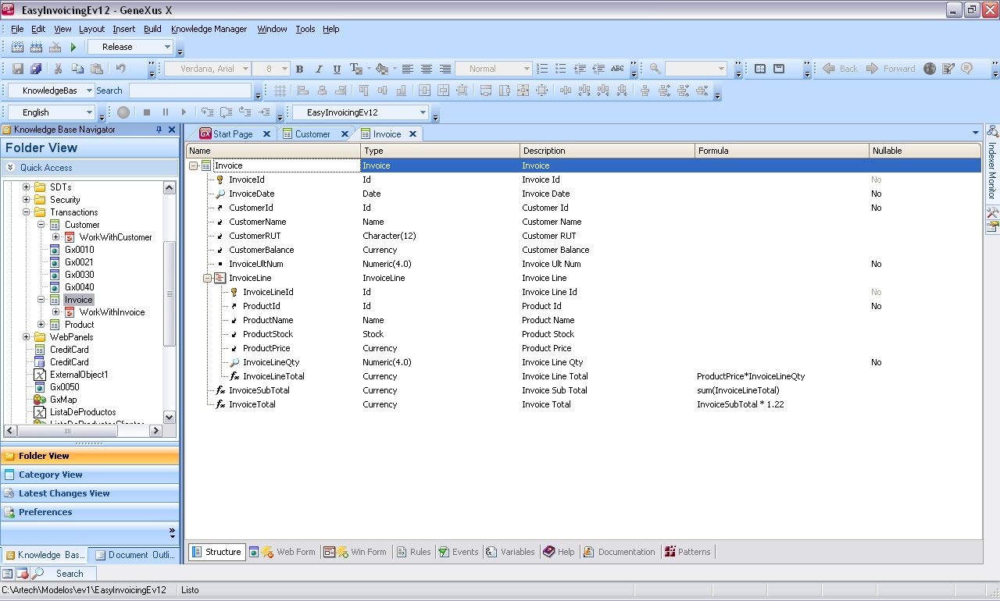 EasyInvoicingEv12 - GeneXus X
File Edit View Layout Insert Build Knowledge Manager Window Tools Help
Release
Verdana, Arial 8 B I U Normal ABC Back Forward
KnowledgeBas Search
English EasyInvoicingEv12
Knowledge Base Navigator
Folder View
Quick Access
SDTs
Security
Transactions
Customer
WorkWithCustomer
Gx0010
Gx0021
Gx0030
Gx0040
Invoice
WorkWithInvoice
Product
WebPanels
CreditCard
CreditCard
ExternalObject1
Gx0050
GxMap
ListaDeProductos
Folder View
Category View
Latest Changes View
Preferences
Knowledge Bas... Document Outli...
Start Page Customer Invoice
Name Type Description Formula Nullable
Invoice Invoice Invoice
InvoiceId Id Invoice Id No
InvoiceDate Date Invoice Date No
CustomerId Id Customer Id No
CustomerName Name Customer Name
CustomerRUT Character(12) Customer RUT
CustomerBalance Currency Customer Balance
InvoiceUltNum Numeric(4.0) Invoice Ult Num No
InvoiceLine InvoiceLine Invoice Line
InvoiceLineId Id Invoice Line Id No
ProductId Id Product Id No
ProductName Name Product Name
ProductStock Stock Product Stock
ProductPrice Currency Product Price
InvoiceLineQty Numeric(4.0) Invoice Line Qty No
InvoiceLineTotal Currency Invoice Line Total ProductPrice*InvoiceLineQty
InvoiceSubTotal Currency Invoice Sub Total sum(InvoiceLineTotal)
InvoiceTotal Currency Invoice Total InvoiceSubTotal * 1.22
Structure Web Form Win Form Rules Events Variables Help Documentation Patterns
Indexer Monitor
Search
C:\Artech\Modelos\ev1\EasyInvoicingEv12 Listo